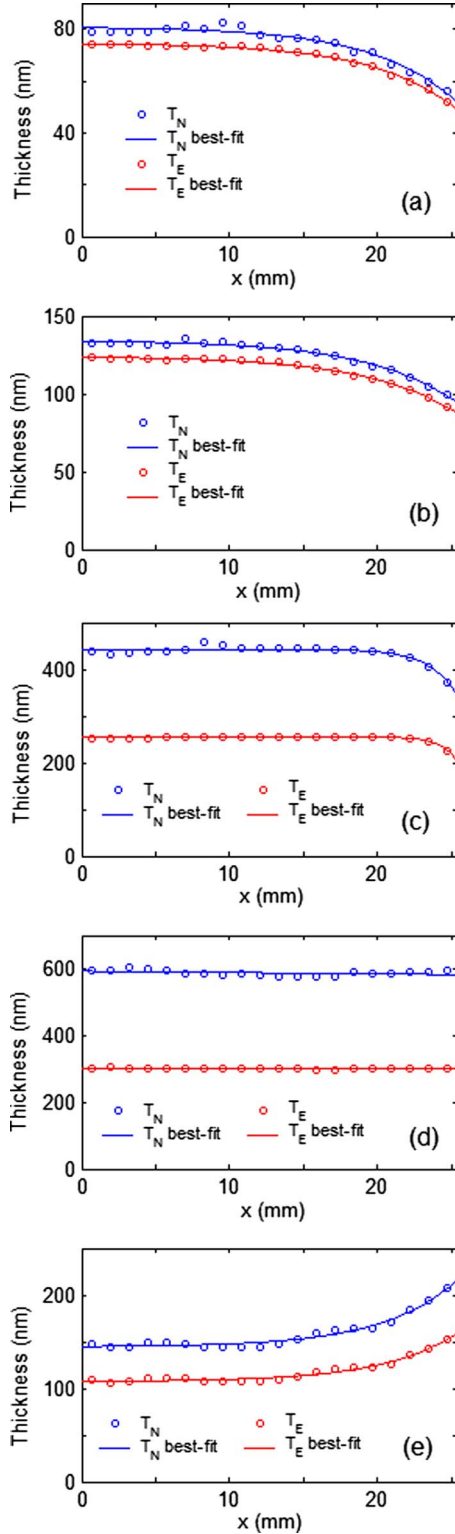 80
40
0
Thickness (nm)
T_N
T_N best-fit
T_E
T_E best-fit
(a)
0 10 20
x (mm)
150
100
50
0
Thickness (nm)
T_N
T_N best-fit
T_E
T_E best-fit
(b)
0 10 20
x (mm)
400
200
0
Thickness (nm)
T_N T_E
T_N best-fit T_E best-fit
(c)
0 10 20
x (mm)
600
300
0
Thickness (nm)
T_N T_E
T_N best-fit T_E best-fit
(d)
0 10 20
x (mm)
200
100
0
Thickness (nm)
T_N T_E
T_N best-fit T_E best-fit
(e)
0 10 20
x (mm)